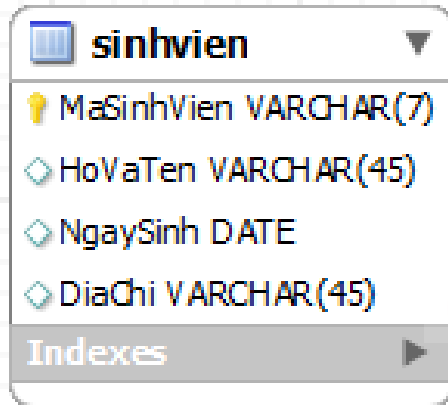 sinhvien
MaSinhVien VARCHAR(7)
HoVaTen VARCHAR(45)
NgaySinh DATE
DiaChi VARCHAR(45)
Indexes